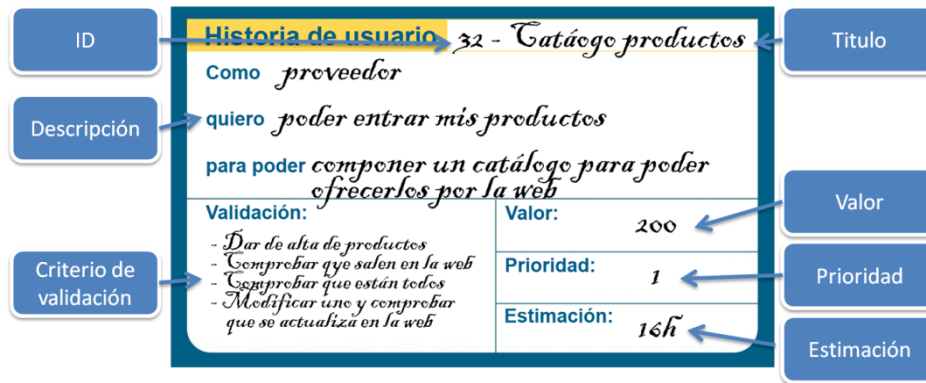 ID
Historia de usuario 32 - Catáogo productos
Titulo
Como proveedor
Descripción
quiero poder entrar mis productos
para poder componer un catálogo para poder
ofrecerlos por la web
Validación:
- Dar de alta de productos
- Comprobar qye salen en la web
- Comprobar que están todos
- Modificar uno y comprobar
que se actualiza en la web
Criterio de
validación
Valor:
200
Valor
Prioridad:
1
Prioridad
Estimación:
16h
Estimación